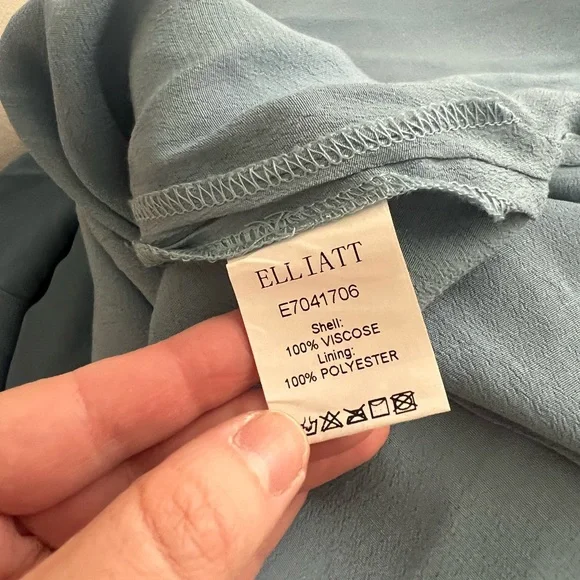 ELLIATT
E7041706
Shell:
100% VISCOSE
Lining:
100% POLYESTER